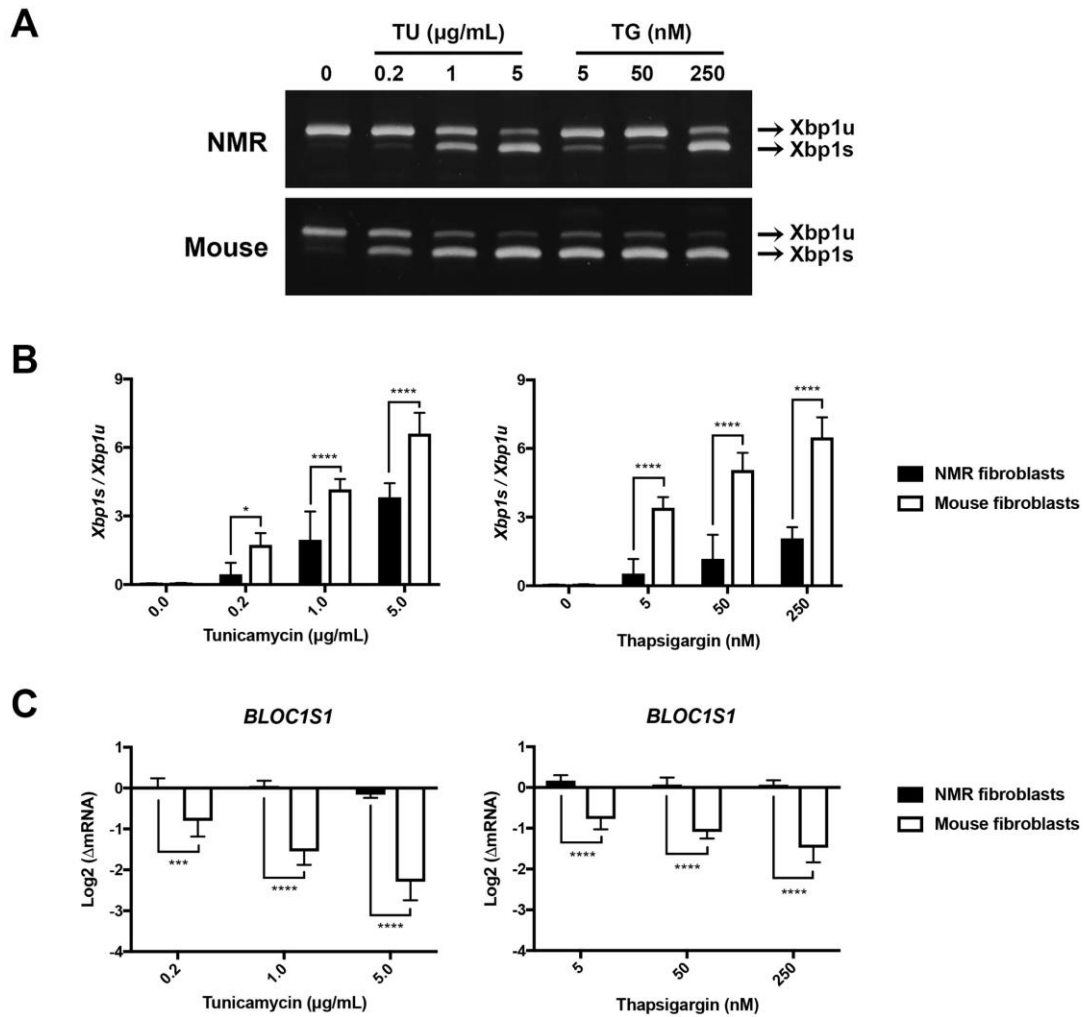 A
TU (µg/mL) TG (nM)
0 0.2 1 5 5 50 250
NMR
Xbp1u
Xbp1s
Mouse
Xbp1u
Xbp1s
B
Xbp1s / Xbp1u
9
6
3
0
* **** ****
0.0 0.2 1.0 5.0
Tunicamycin (µg/mL)
Xbp1s / Xbp1u
9
6
3
0
**** **** ****
0 5 50 250
Thapsigargin (nM)
NMR fibroblasts
Mouse fibroblasts
C
BLOC1S1
Log2 (ΔmRNA)
1
0
-1
-2
-3
-4
*** **** ****
0.2 1.0 5.0
Tunicamycin (µg/mL)
BLOC1S1
Log2 (ΔmRNA)
1
0
-1
-2
-3
-4
**** **** ****
5 50 250
Thapsigargin (nM)
NMR fibroblasts
Mouse fibroblasts